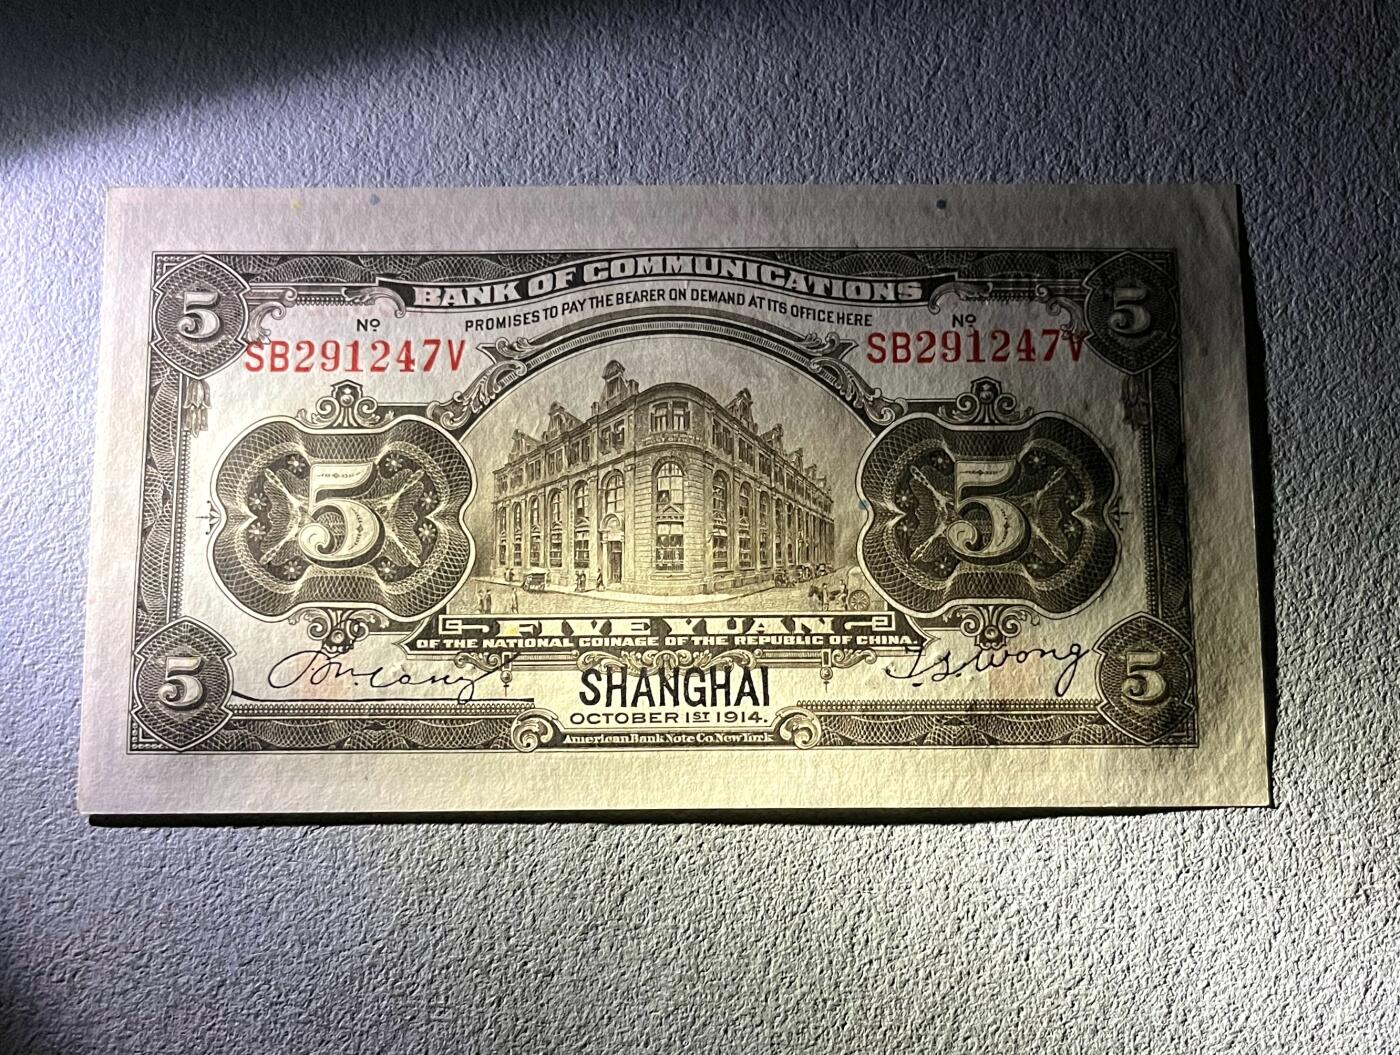 BANK OF COMMUNICATIONS
PROMISES TO PAY THE BEARER ON DEMAND AT ITS OFFICE HERE
5 5
Nº Nº
SB291247V SB291247V
5 5
FIVE YUAN
OF THE NATIONAL COINAGE OF THE REPUBLIC OF CHINA.
T.S. Wong
5 5
SHANGHAI
OCTOBER 1ST 1914.
American Bank Note Co. New York.